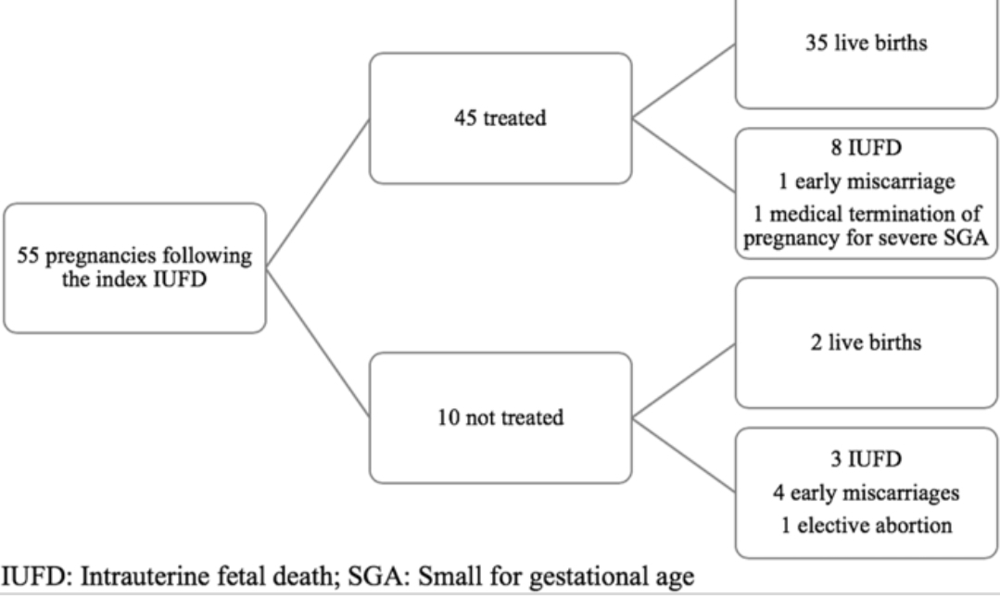 55 pregnancies following
the index IUFD
45 treated
35 live births
8 IUFD
1 early miscarriage
1 medical termination of
pregnancy for severe SGA
10 not treated
2 live births
3 IUFD
4 early miscarriages
1 elective abortion
IUFD: Intrauterine fetal death; SGA: Small for gestational age